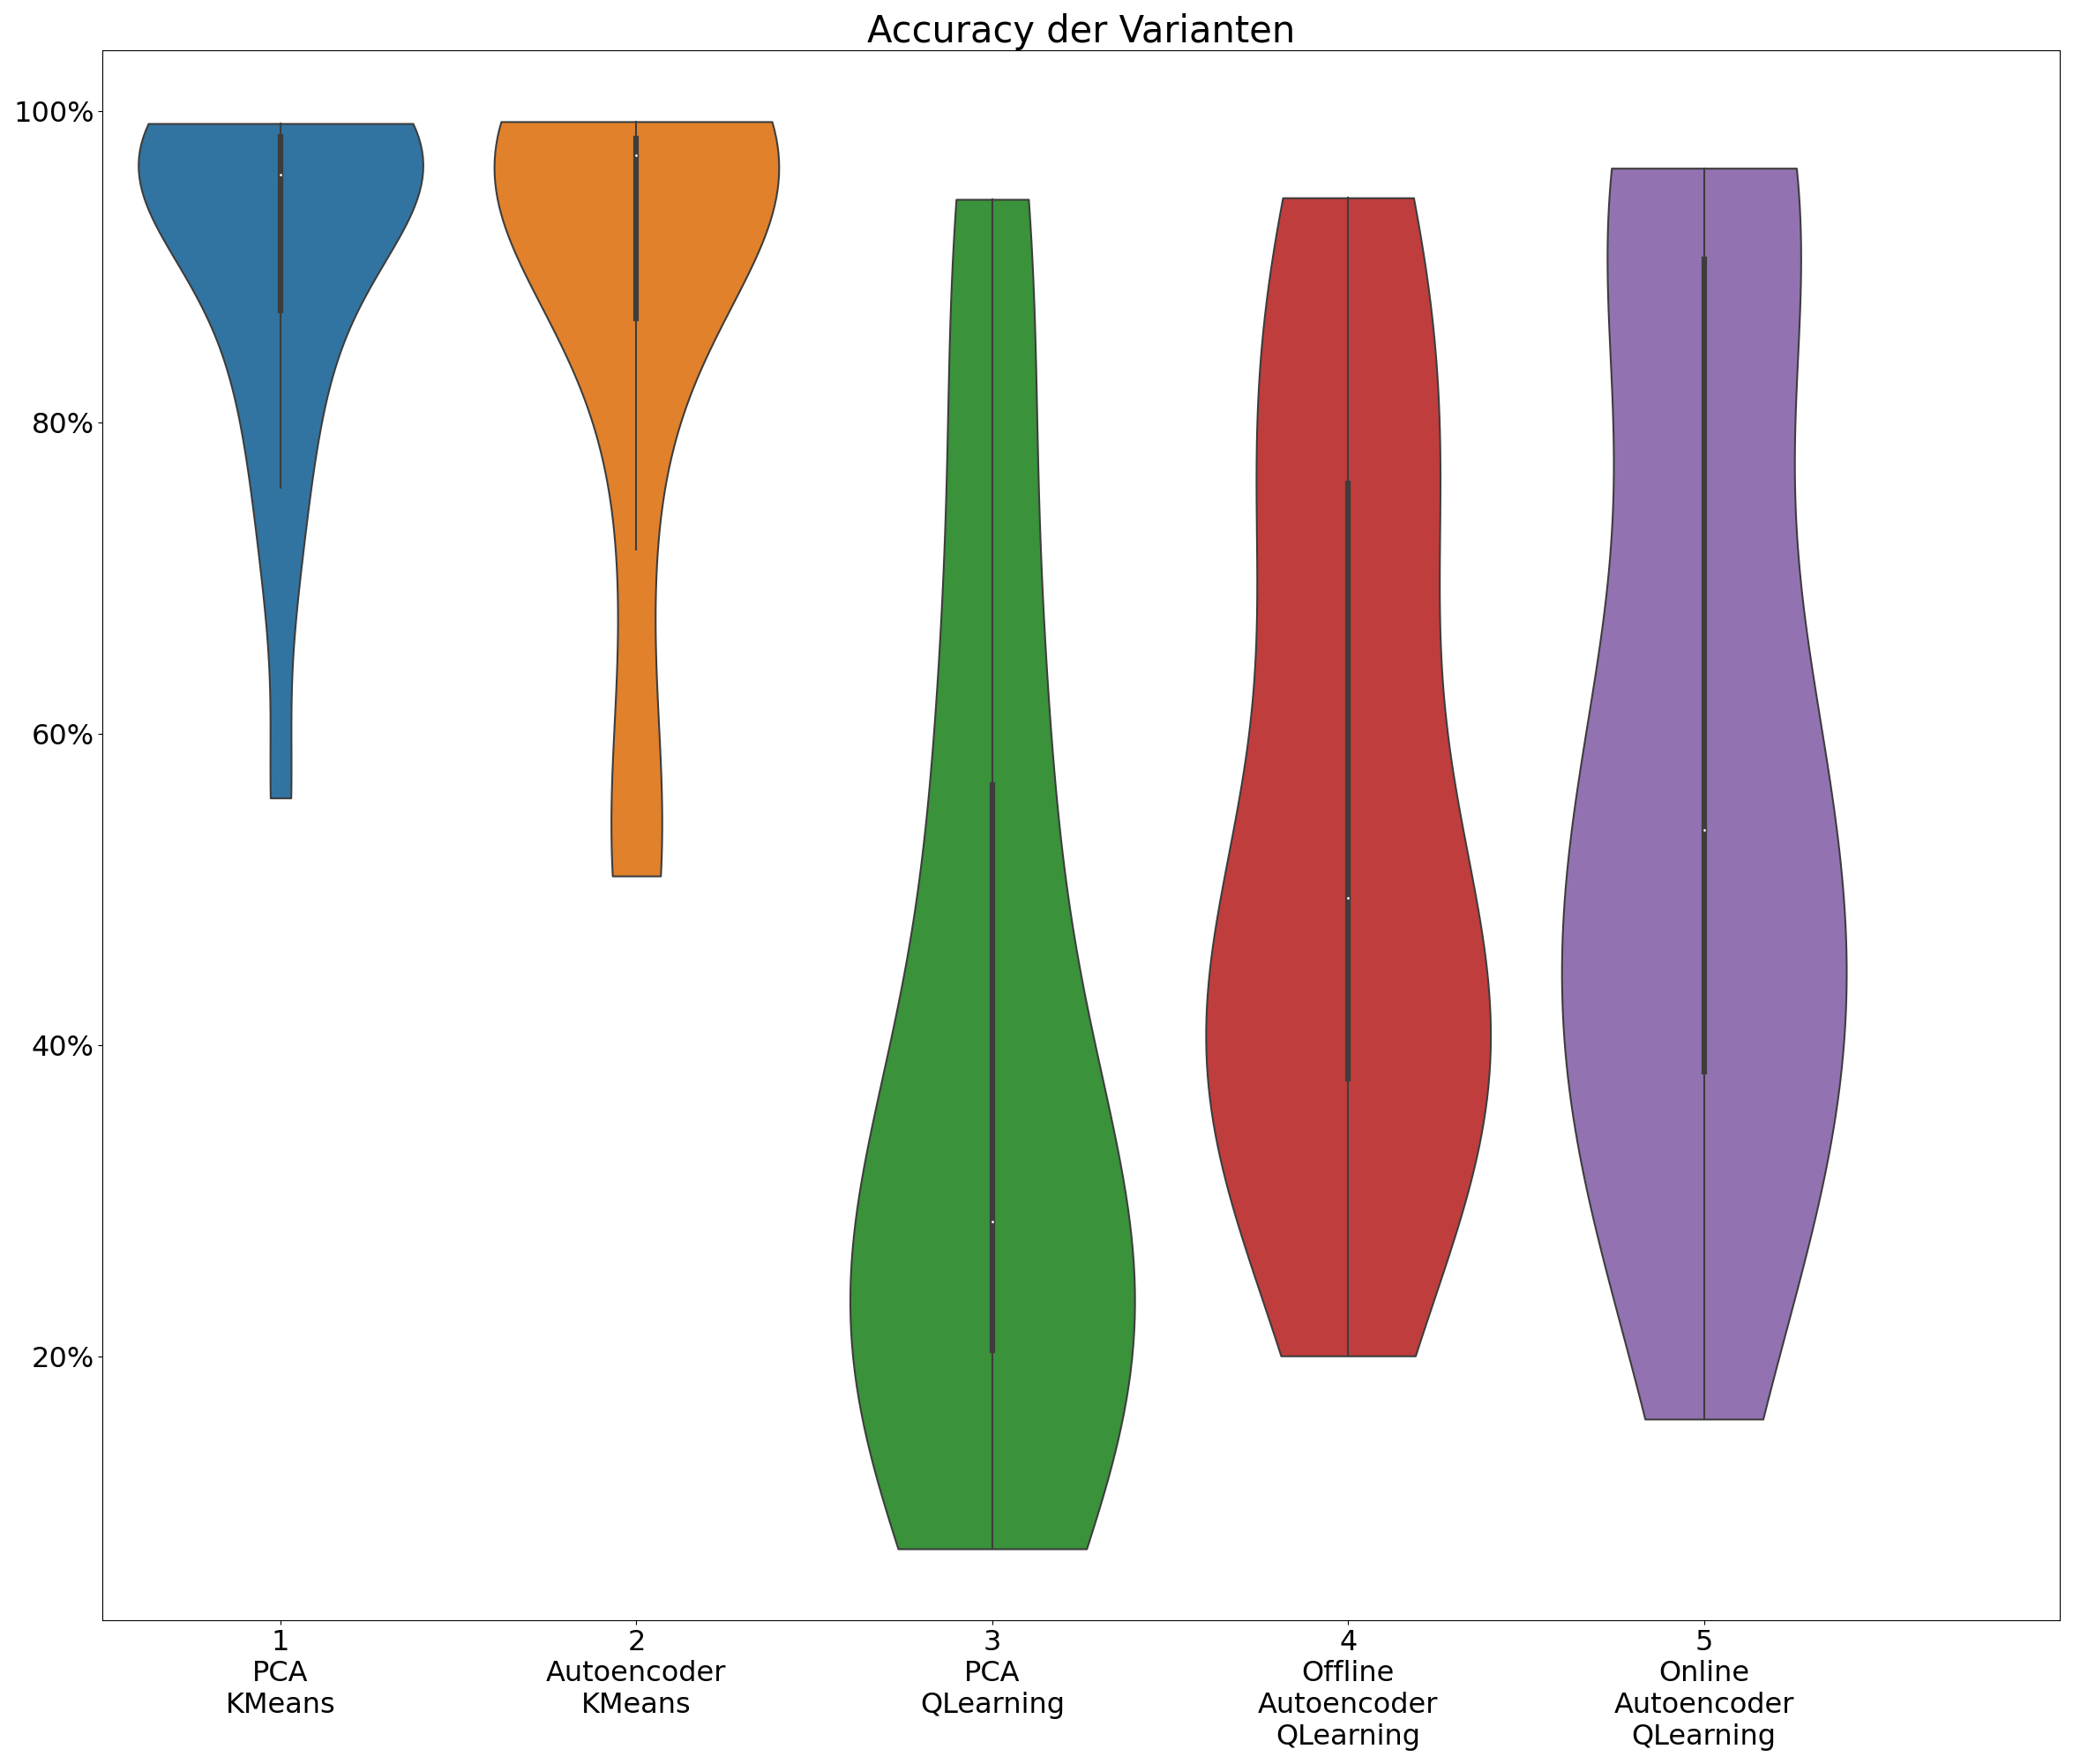 Accuracy der Varianten
100%
80%
60%
40%
20%
1
PCA
KMeans
2
Autoencoder
KMeans
3
PCA
QLearning
4
Offline
Autoencoder
QLearning
5
Online
Autoencoder
QLearning